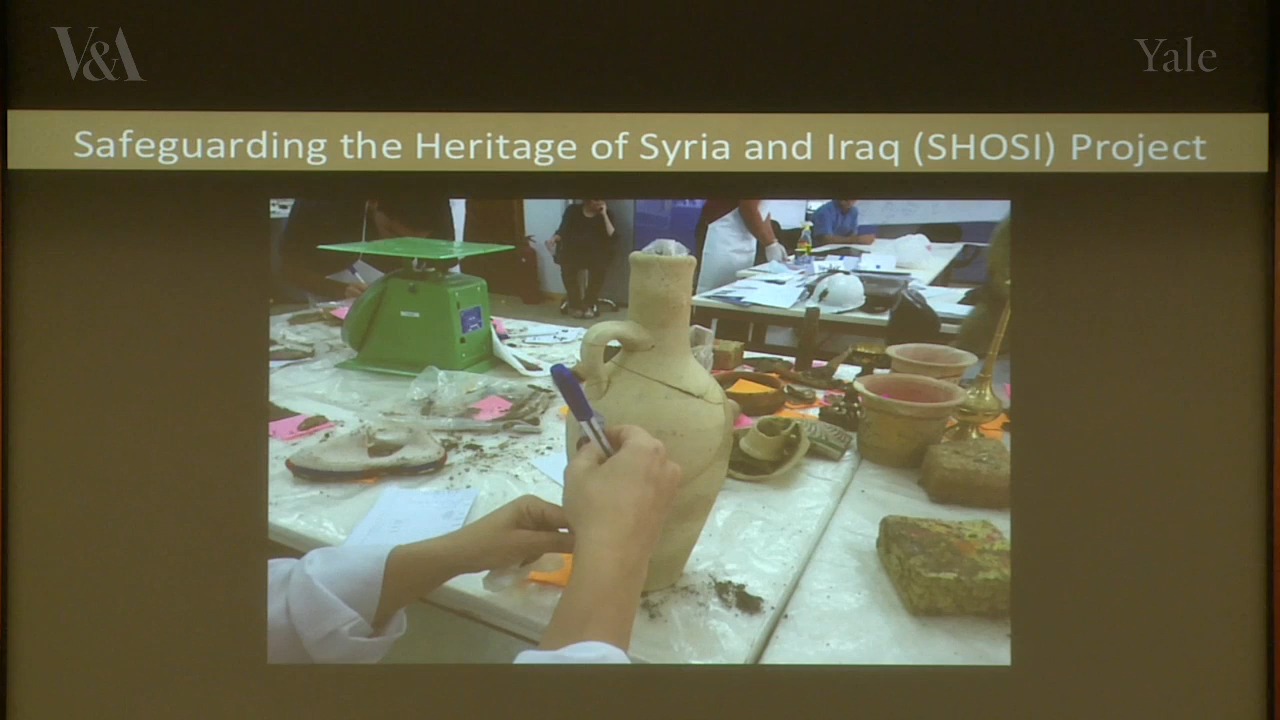 V&A
Yale
Safeguarding the Heritage of Syria and Iraq (SHOSI) Project